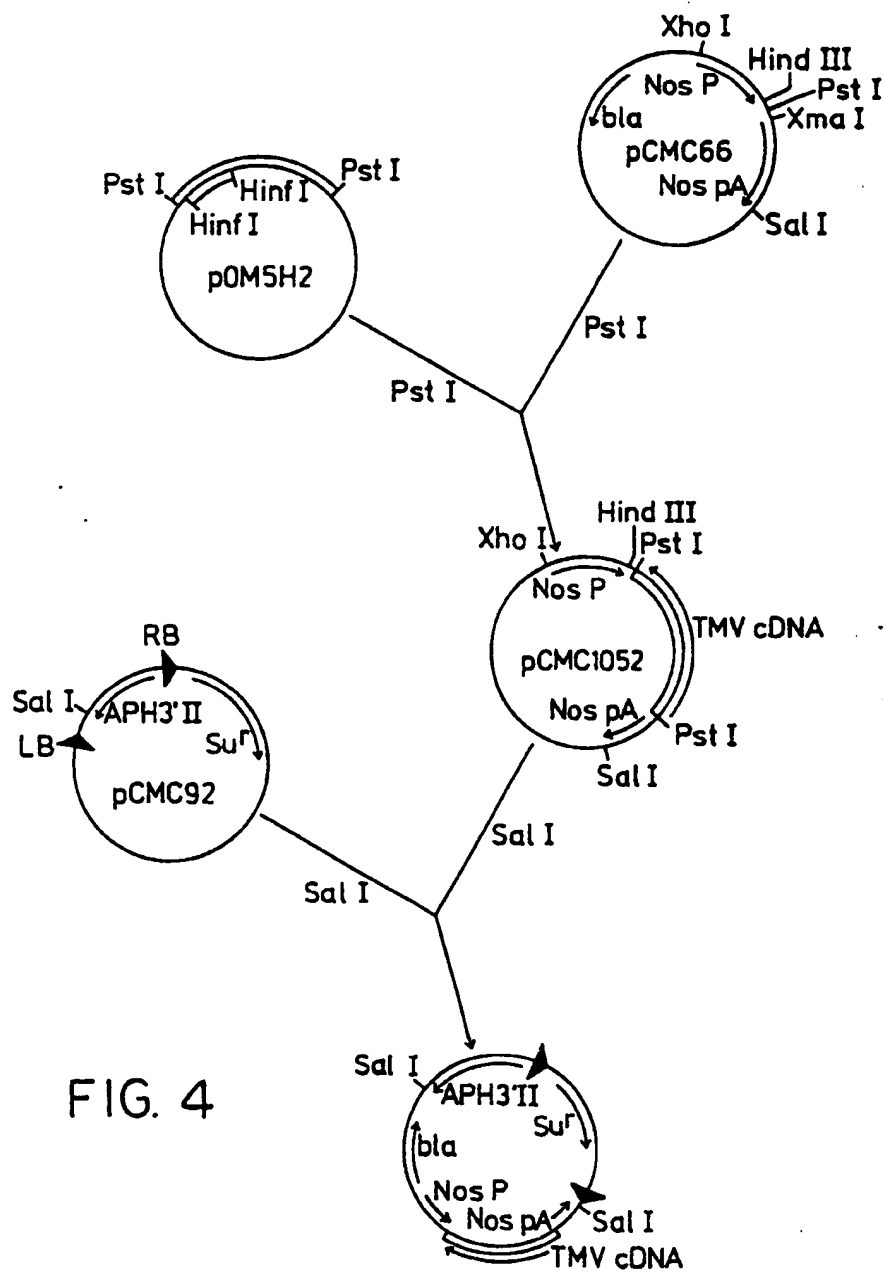 Xho I
Hind III
Nos P
Pst I
bla
Xma I
pCMC66
Nos pA
Sal I
Pst I
Pst I
Hinf I
Hinf I
pOM5H2
Pst I
Pst I
Xho I
Hind III
Pst I
Nos P
TMV cDNA
pCMC1052
Nos pA
Pst I
Sal I
RB
Sal I
APH3'II
LB
Suʳ
pCMC92
Sal I
Sal I
FIG. 4
Sal I
APH3'II
Suʳ
bla
Nos P
Nos pA
Sal I
TMV cDNA